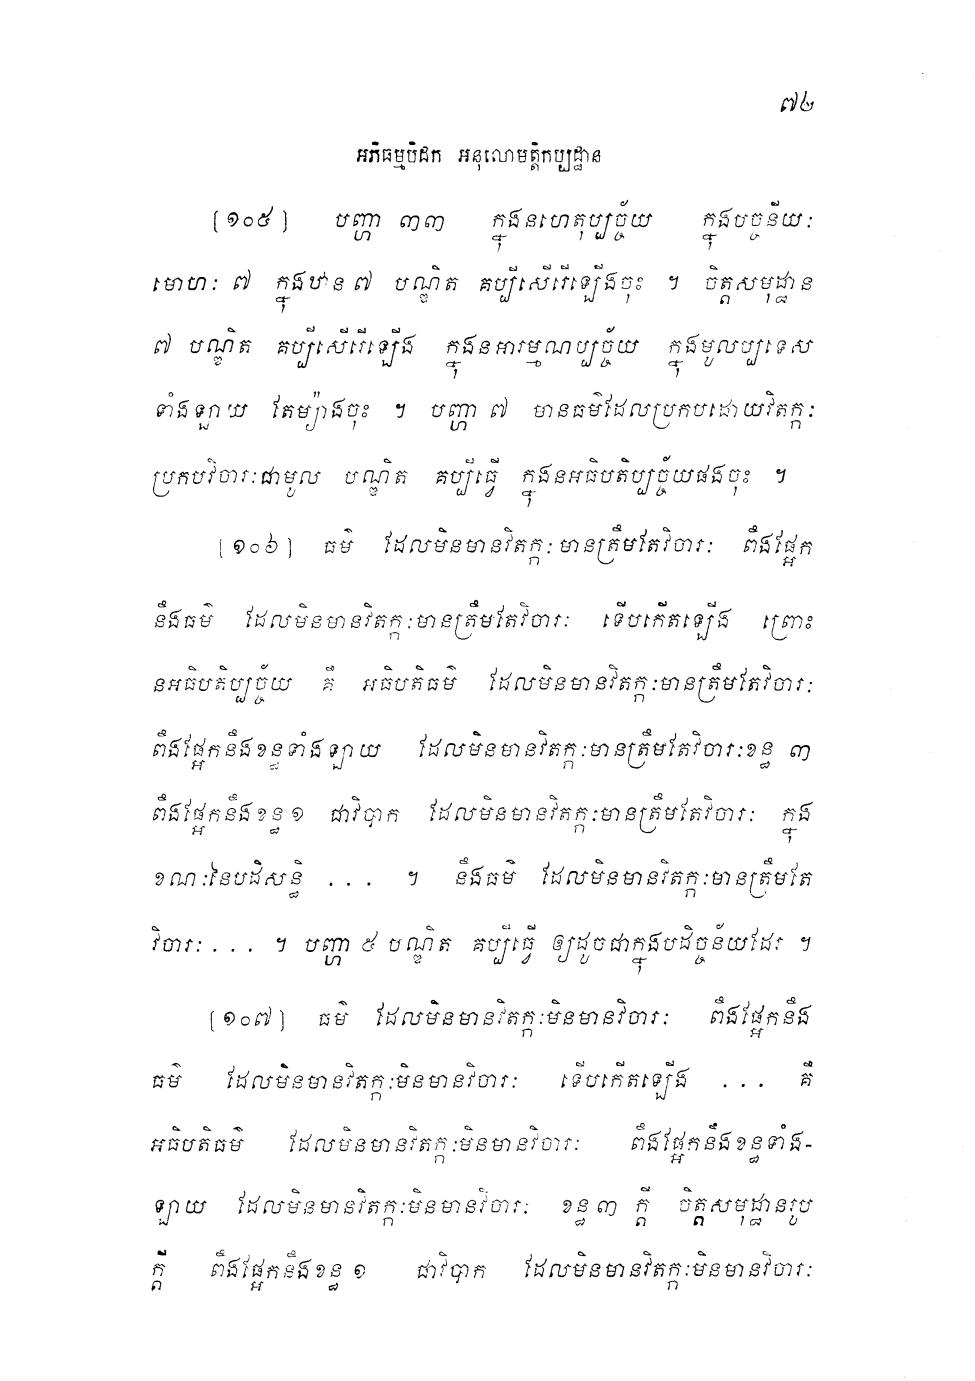 ៧៤
អភិធម្មបិដក អនុលោមត្តិកប្បដ្ឋាន
[១០៥] បញ្ហា ៣៣ ក្នុងនហេតុប្បច្ច័យ ក្នុងបច្ចនីយៈ
មោហៈ ៧ ក្នុងឋាន ៧ បណ្ឌិត គប្បីសើរើឡើងចុះ ។ ចិត្តសមុដ្ឋាន
៧ បណ្ឌិត គប្បីសើរើឡើង ក្នុងនអារម្មណប្បច្ច័យ ក្នុងមូលប្បទេស
ទាំងឡាយ តែម្យ៉ាងចុះ ។ បញ្ហា ៧ មានធម៌ដែលប្រកបដោយវិតក្កៈ
ប្រកបវិចារៈជាមូល បណ្ឌិត គប្បីធ្វើ ក្នុងនអធិបតិប្បច្ច័យផងចុះ ។
[១០៦] ធម៌ ដែលមិនមានវិតក្កៈមានត្រឹមតែវិចារៈ ពឹងផ្អែក
នឹងធម៌ ដែលមិនមានវិតក្កៈមានត្រឹមតែវិចារៈ ទើបកើតឡើង ព្រោះ
នអធិបតិប្បច្ច័យ គឺ អធិបតិធម៌ ដែលមិនមានវិតក្កៈមានត្រឹមតែវិចារៈ
ពឹងផ្អែកនឹងខន្ធទាំងឡាយ ដែលមិនមានវិតក្កៈមានត្រឹមតែវិចារៈខន្ធ ៣
ពឹងផ្អែកនឹងខន្ធ ១ ជាវិបាក ដែលមិនមានវិតក្កៈមានត្រឹមតែវិចារៈ ក្នុង
ខណៈនៃបដិសន្ធិ . . . ។ នឹងធម៌ ដែលមិនមានវិតក្កៈមានត្រឹមតែ
វិចារៈ . . . ។ បញ្ហា ៥ បណ្ឌិត គប្បីធ្វើ ឲ្យដូចជាក្នុងបដិច្ចន័យដែរ ។
[១០៧] ធម៌ ដែលមិនមានវិតក្កៈមិនមានវិចារៈ ពឹងផ្អែកនឹង
ធម៌ ដែលមិនមានវិតក្កៈមិនមានវិចារៈ ទើបកើតឡើង . . . គឺ
អធិបតិធម៌ ដែលមិនមានវិតក្កៈមិនមានវិចារៈ ពឹងផ្អែកនឹងខន្ធទាំង-
ឡាយ ដែលមិនមានវិតក្កៈមិនមានវិចារៈ ខន្ធ ៣ ក្តី ចិត្តសមុដ្ឋានរូប
ក្តី ពឹងផ្អែកនឹងខន្ធ ១ ជាវិបាក ដែលមិនមានវិតក្កៈមិនមានវិចារៈ